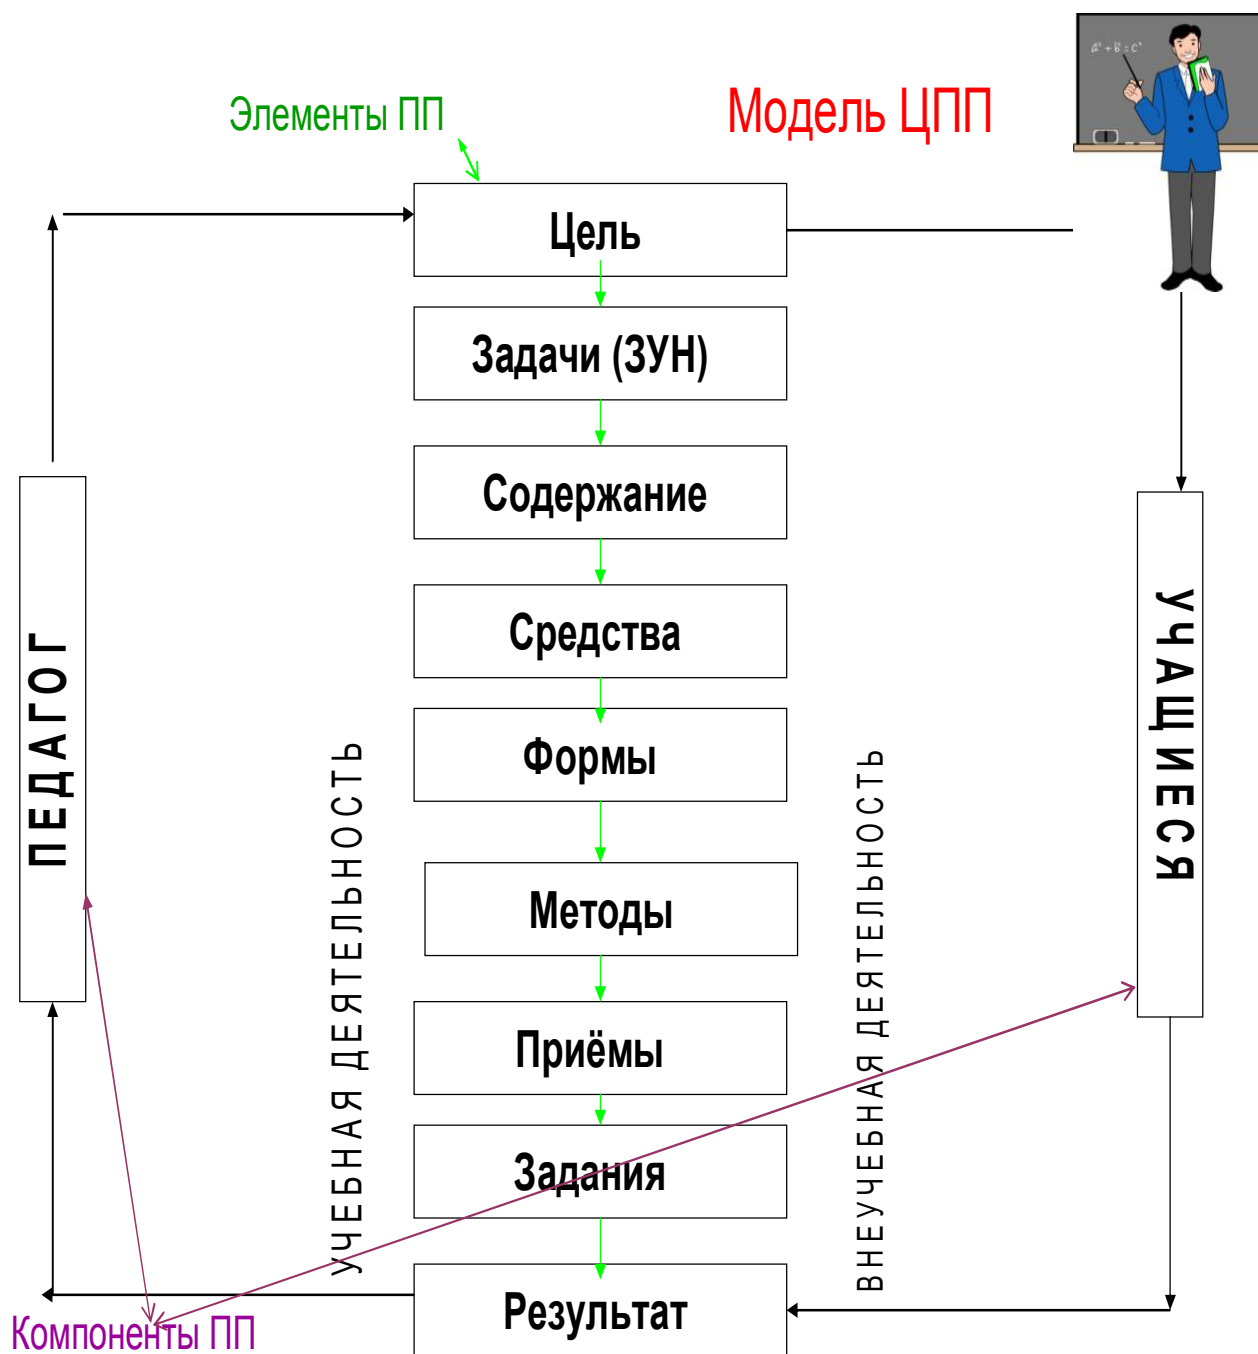 Элементы ПП
Модель ЦПП
Цель
Задачи (ЗУН)
Содержание
Средства
Формы
Методы
Приёмы
Задания
Результат
ПЕДАГОГ
УЧЕБНАЯ ДЕЯТЕЛЬНОСТЬ
ВНЕУЧЕБНАЯ ДЕЯТЕЛЬНОСТЬ
УЧАЩИЕСЯ
Компоненты ПП